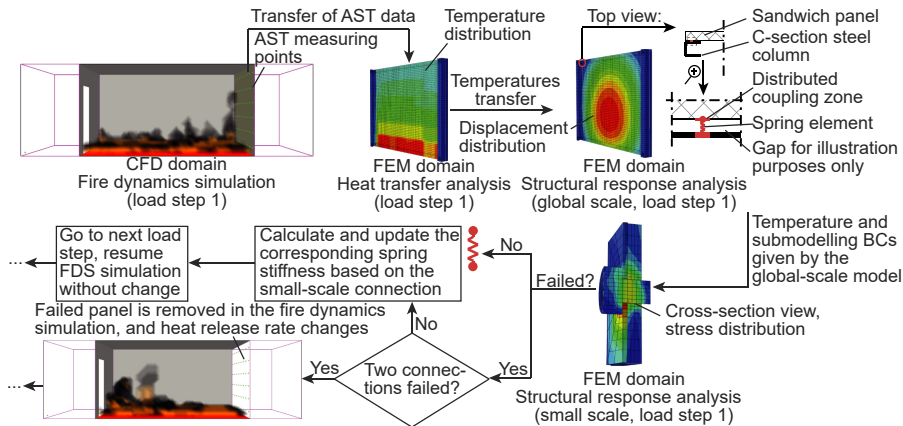 Transfer of AST data
AST measuring
points
CFD domain
Fire dynamics simulation
(load step 1)
Temperature
distribution
Temperatures
transfer
Displacement
distribution
FEM domain
Heat transfer analysis
(load step 1)
Top view:
FEM domain
Structural response analysis
(global scale, load step 1)
Sandwich panel
C-section steel
column
Distributed
coupling zone
Spring element
Gap for illustration
purposes only
Temperature and
submodelling BCs
given by the
global-scale model
Cross-section view,
stress distribution
FEM domain
Structural response analysis
(small scale, load step 1)
Failed?
No
Yes
Calculate and update the
corresponding spring
stiffness based on the
small-scale connection
Go to next load
step, resume
FDS simulation
without change
...
Two connec-
tions failed?
No
Yes
Failed panel is removed in the fire dynamics
simulation, and heat release rate changes
...